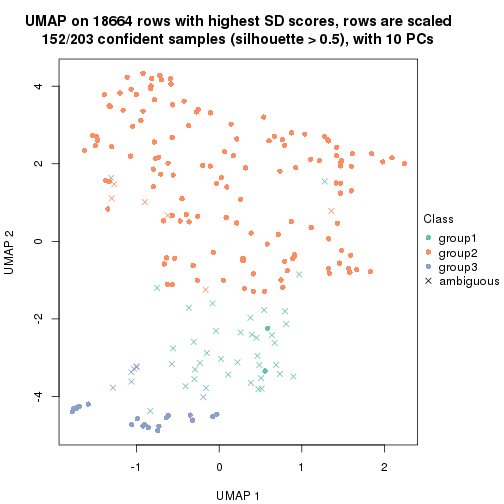 UMAP on 18664 rows with highest SD scores, rows are scaled
152/203 confident samples (silhouette > 0.5), with 10 PCs
4
2
0
-2
-4
UMAP 2
-1
0
1
2
UMAP 1
Class
group1
group2
group3
ambiguous